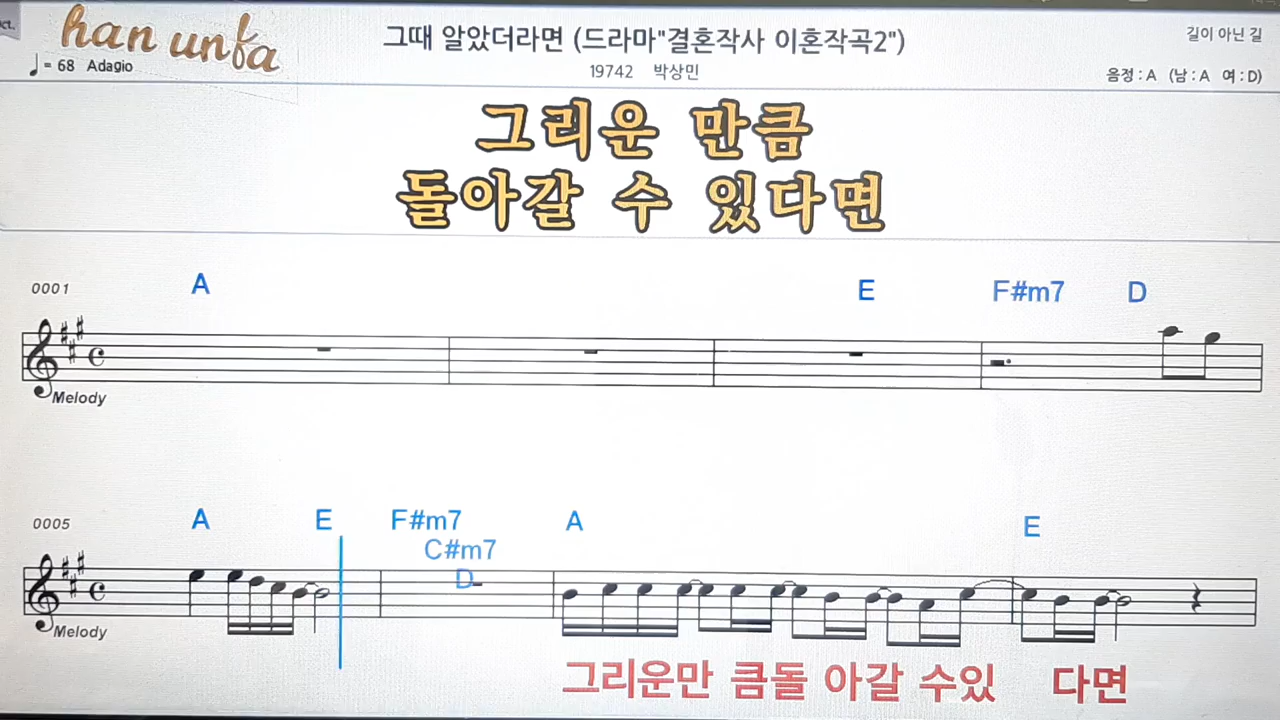 ct.
han unfa
그때 알았더라면 (드라마"결혼작사 이혼작곡2")
길이 아닌 길
♩= 68 Adagio
19742 박상민
음정 : A (남 : A 여 : D)
그리운 만큼
돌아갈 수 있다면
0001 A E F#m7 D
Melody
0005 A E F#m7 A E
C#m7
D
Melody
그리운만 큼돌 아갈 수있 다면